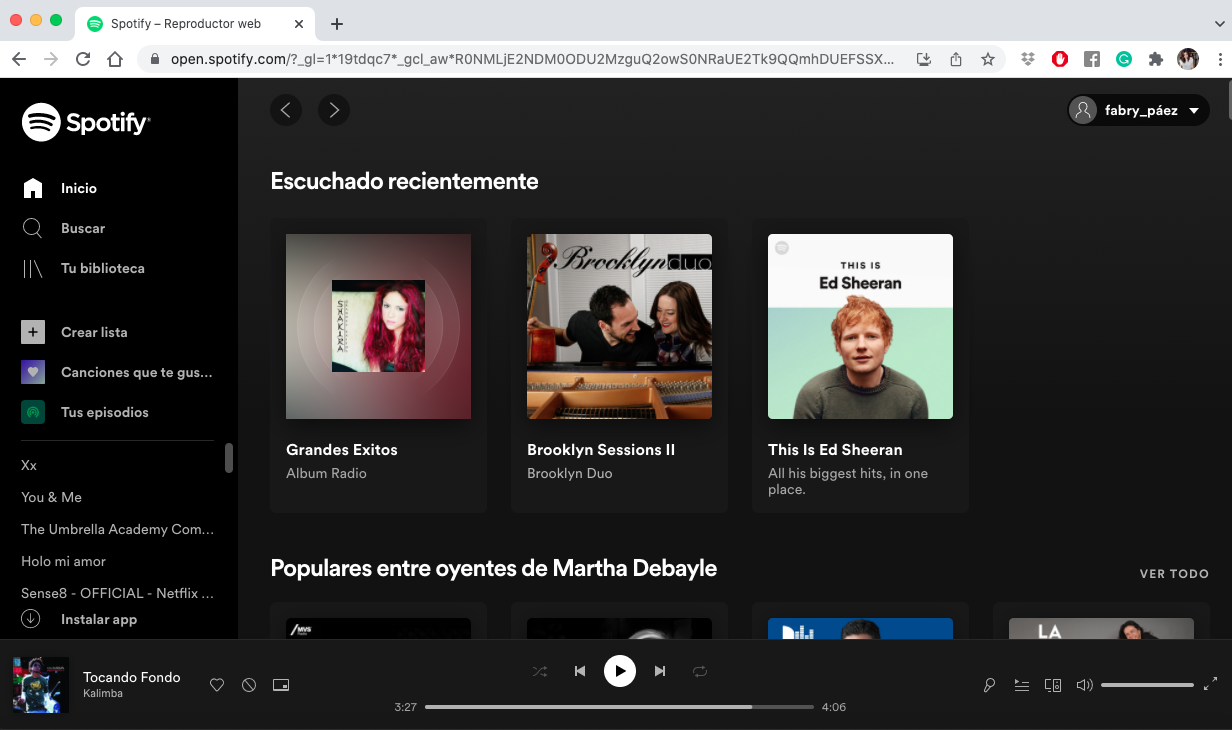 Spotify – Reproductor web
open.spotify.com/?_gl=1*19tdqc7*_gcl_aw*R0NMLjE2NDM0ODU2MzguQ2owS0NRaUE2Tk9QQmhDUEFSSX...
Spotify
fabry_páez
Inicio
Buscar
Tu biblioteca
Crear lista
Canciones que te gus...
Tus episodios
Xx
You & Me
The Umbrella Academy Com...
Holo mi amor
Sense8 - OFFICIAL - Netflix ...
Instalar app
Escuchado recientemente
SHAKIRA
Grandes Exitos
Album Radio
Brooklyn duo
Brooklyn Sessions II
Brooklyn Duo
THIS IS
Ed Sheeran
This Is Ed Sheeran
All his biggest hits, in one
place.
Populares entre oyentes de Martha Debayle
VER TODO
MVS
Radio
LA
Tocando Fondo
Kalimba
3:27
4:06